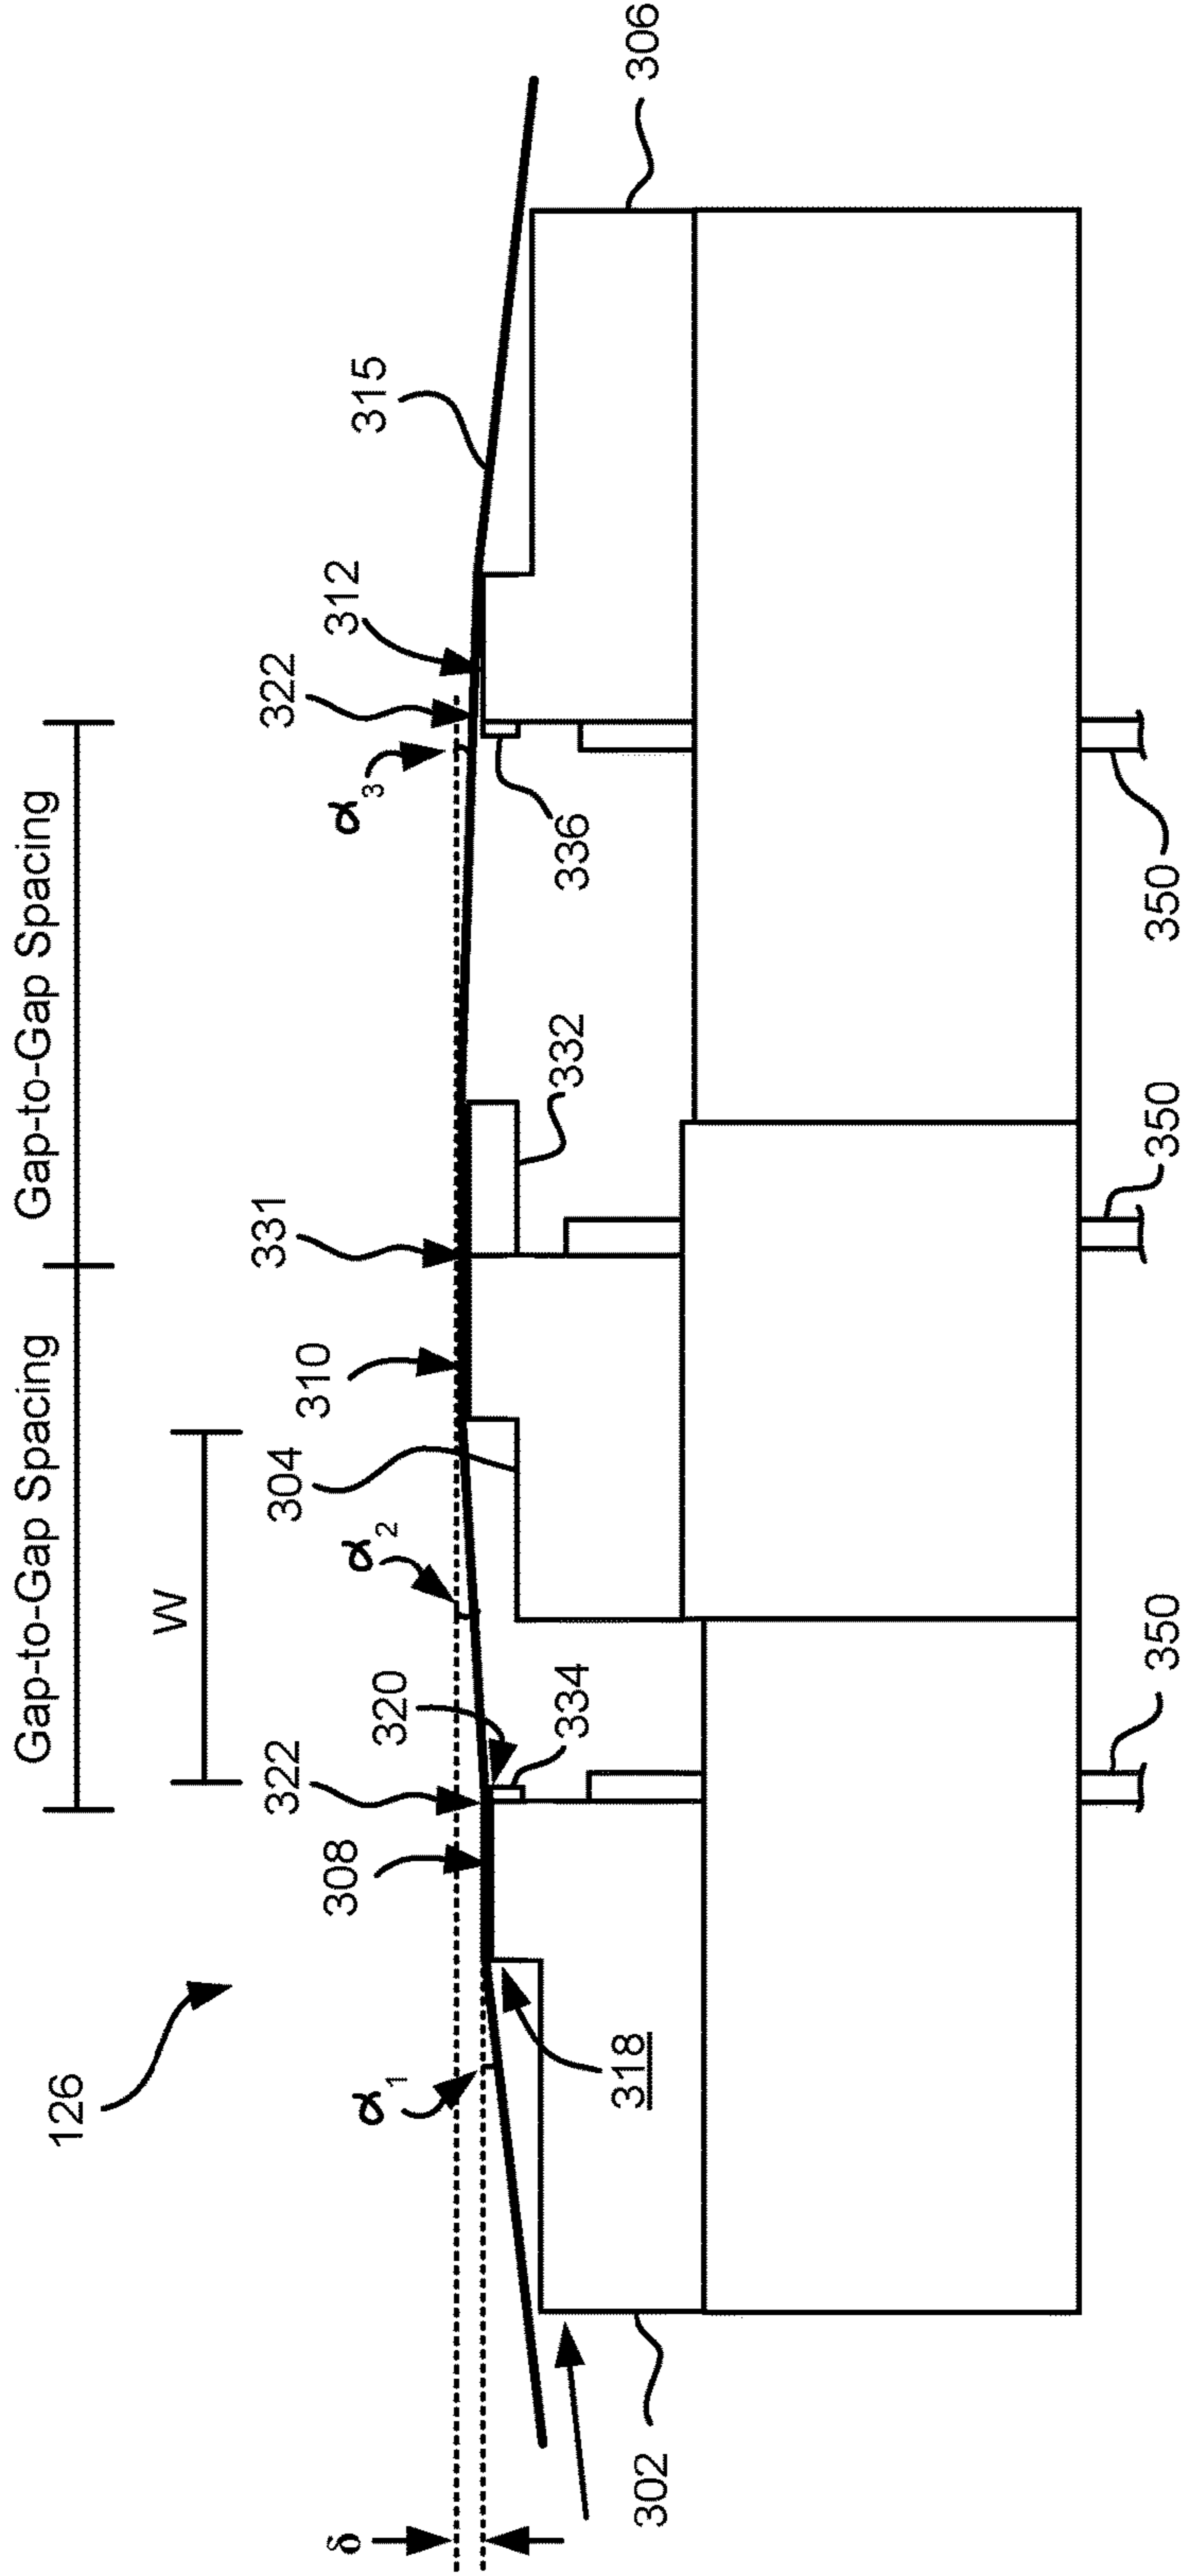 Gap-to-Gap Spacing
Gap-to-Gap Spacing
W
126
α1
308
322
320
334
α2
304
310
331
332
α3
322
312
336
315
306
δ
302
318
350
350
350